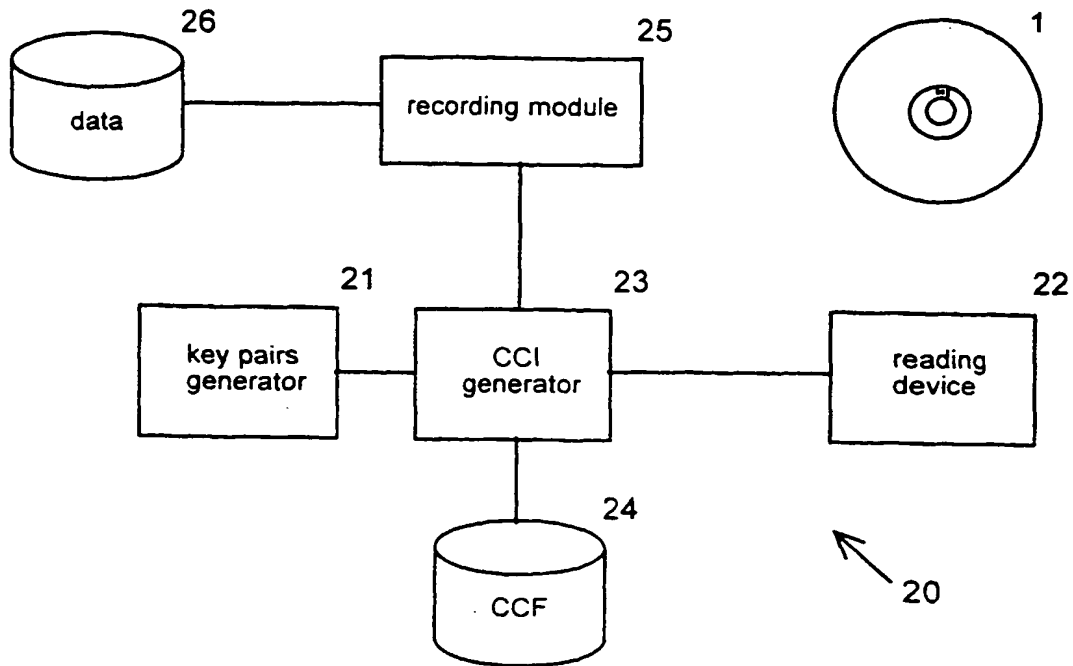 26
25
1
data
recording module
21
23
22
key pairs
generator
CCI
generator
reading
device
24
CCF
20